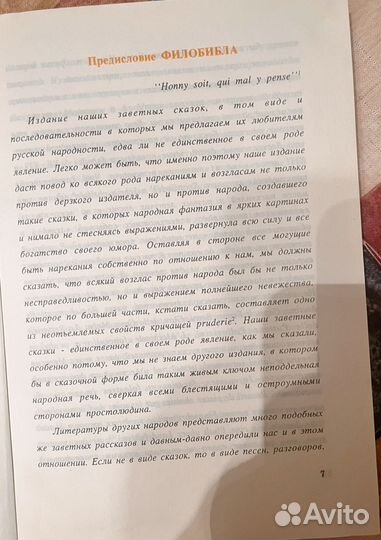 Предисловие ФИЛОБИБЛА
"Honny soit, qui mal y pense"¹
Издание наших заветных сказок, в том виде и
последовательности в которых мы предлагаем их любителям
русской народности, едва ли не единственное в своем роде
явление. Легко может быть, что именно поэтому наше издание
даст повод ко всякого рода нареканиям и возгласам не только
против дерзкого издателя, но и против народа, создавшего
такие сказки, в которых народная фантазия в ярких картинах
и нимало не стесняясь выражениями, развернула всю силу и все
богатство своего юмора. Оставляя в стороне все могущие
быть нарекания собственно по отношению к нам, мы должны
сказать, что всякий возглас против народа был бы не только
несправедливостью, но и выражением полнейшего невежества,
которое по большей части, кстати сказать, составляет одно
из неотъемлемых свойств кричащей pruderie². Наши заветные
сказки - единственное в своем роде явление, как мы сказали,
особенно потому, что мы не знаем другого издания, в котором
бы в сказочной форме била таким живым ключом неподдельная
народная речь, сверкая всеми блестящими и остроумными
сторонами простолюдина.
Литературы других народов представляют много подобных
же заветных рассказов и давным-давно опередили нас и в этом
отношении. Если не в виде сказок, то в виде песен, разговоров,
7
Avito